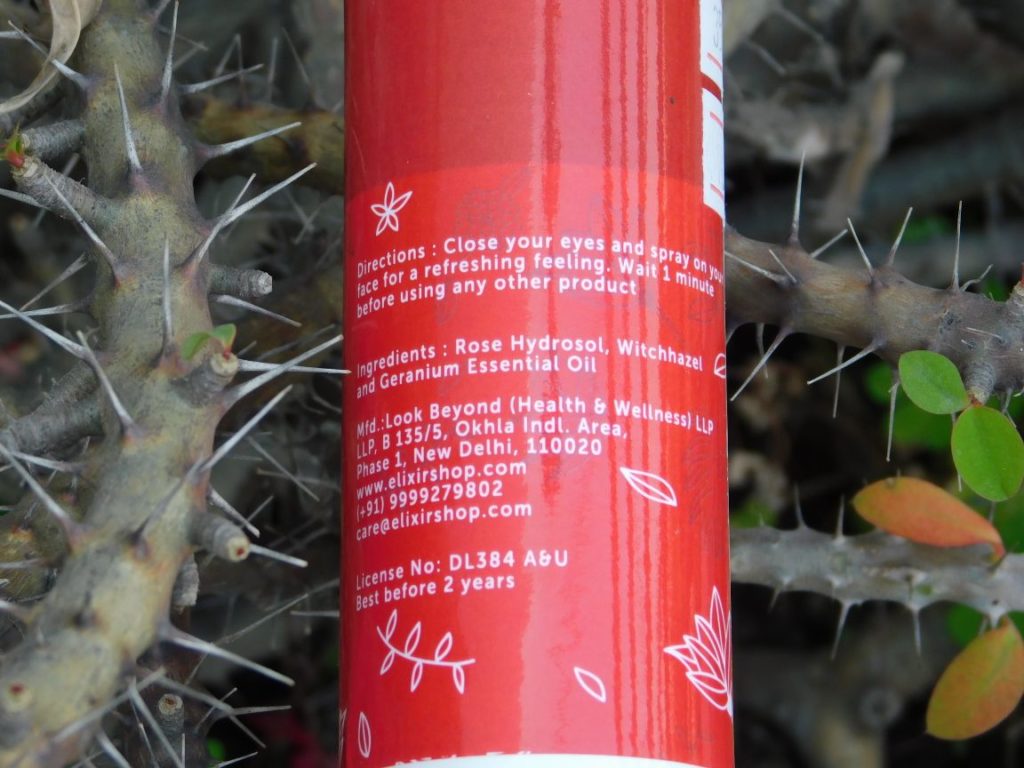 Directions : Close your eyes and spray on your
face for a refreshing feeling. Wait 1 minute
before using any other product
Ingredients : Rose Hydrosol, Witchhazel
and Geranium Essential Oil
Mfd.:Look Beyond (Health & Wellness) LLP
LLP, B 135/5, Okhla Indl. Area,
Phase 1, New Delhi, 110020
www.elixirshop.com
(+91) 9999279802
care@elixirshop.com
License No: DL384 A&U
Best before 2 years